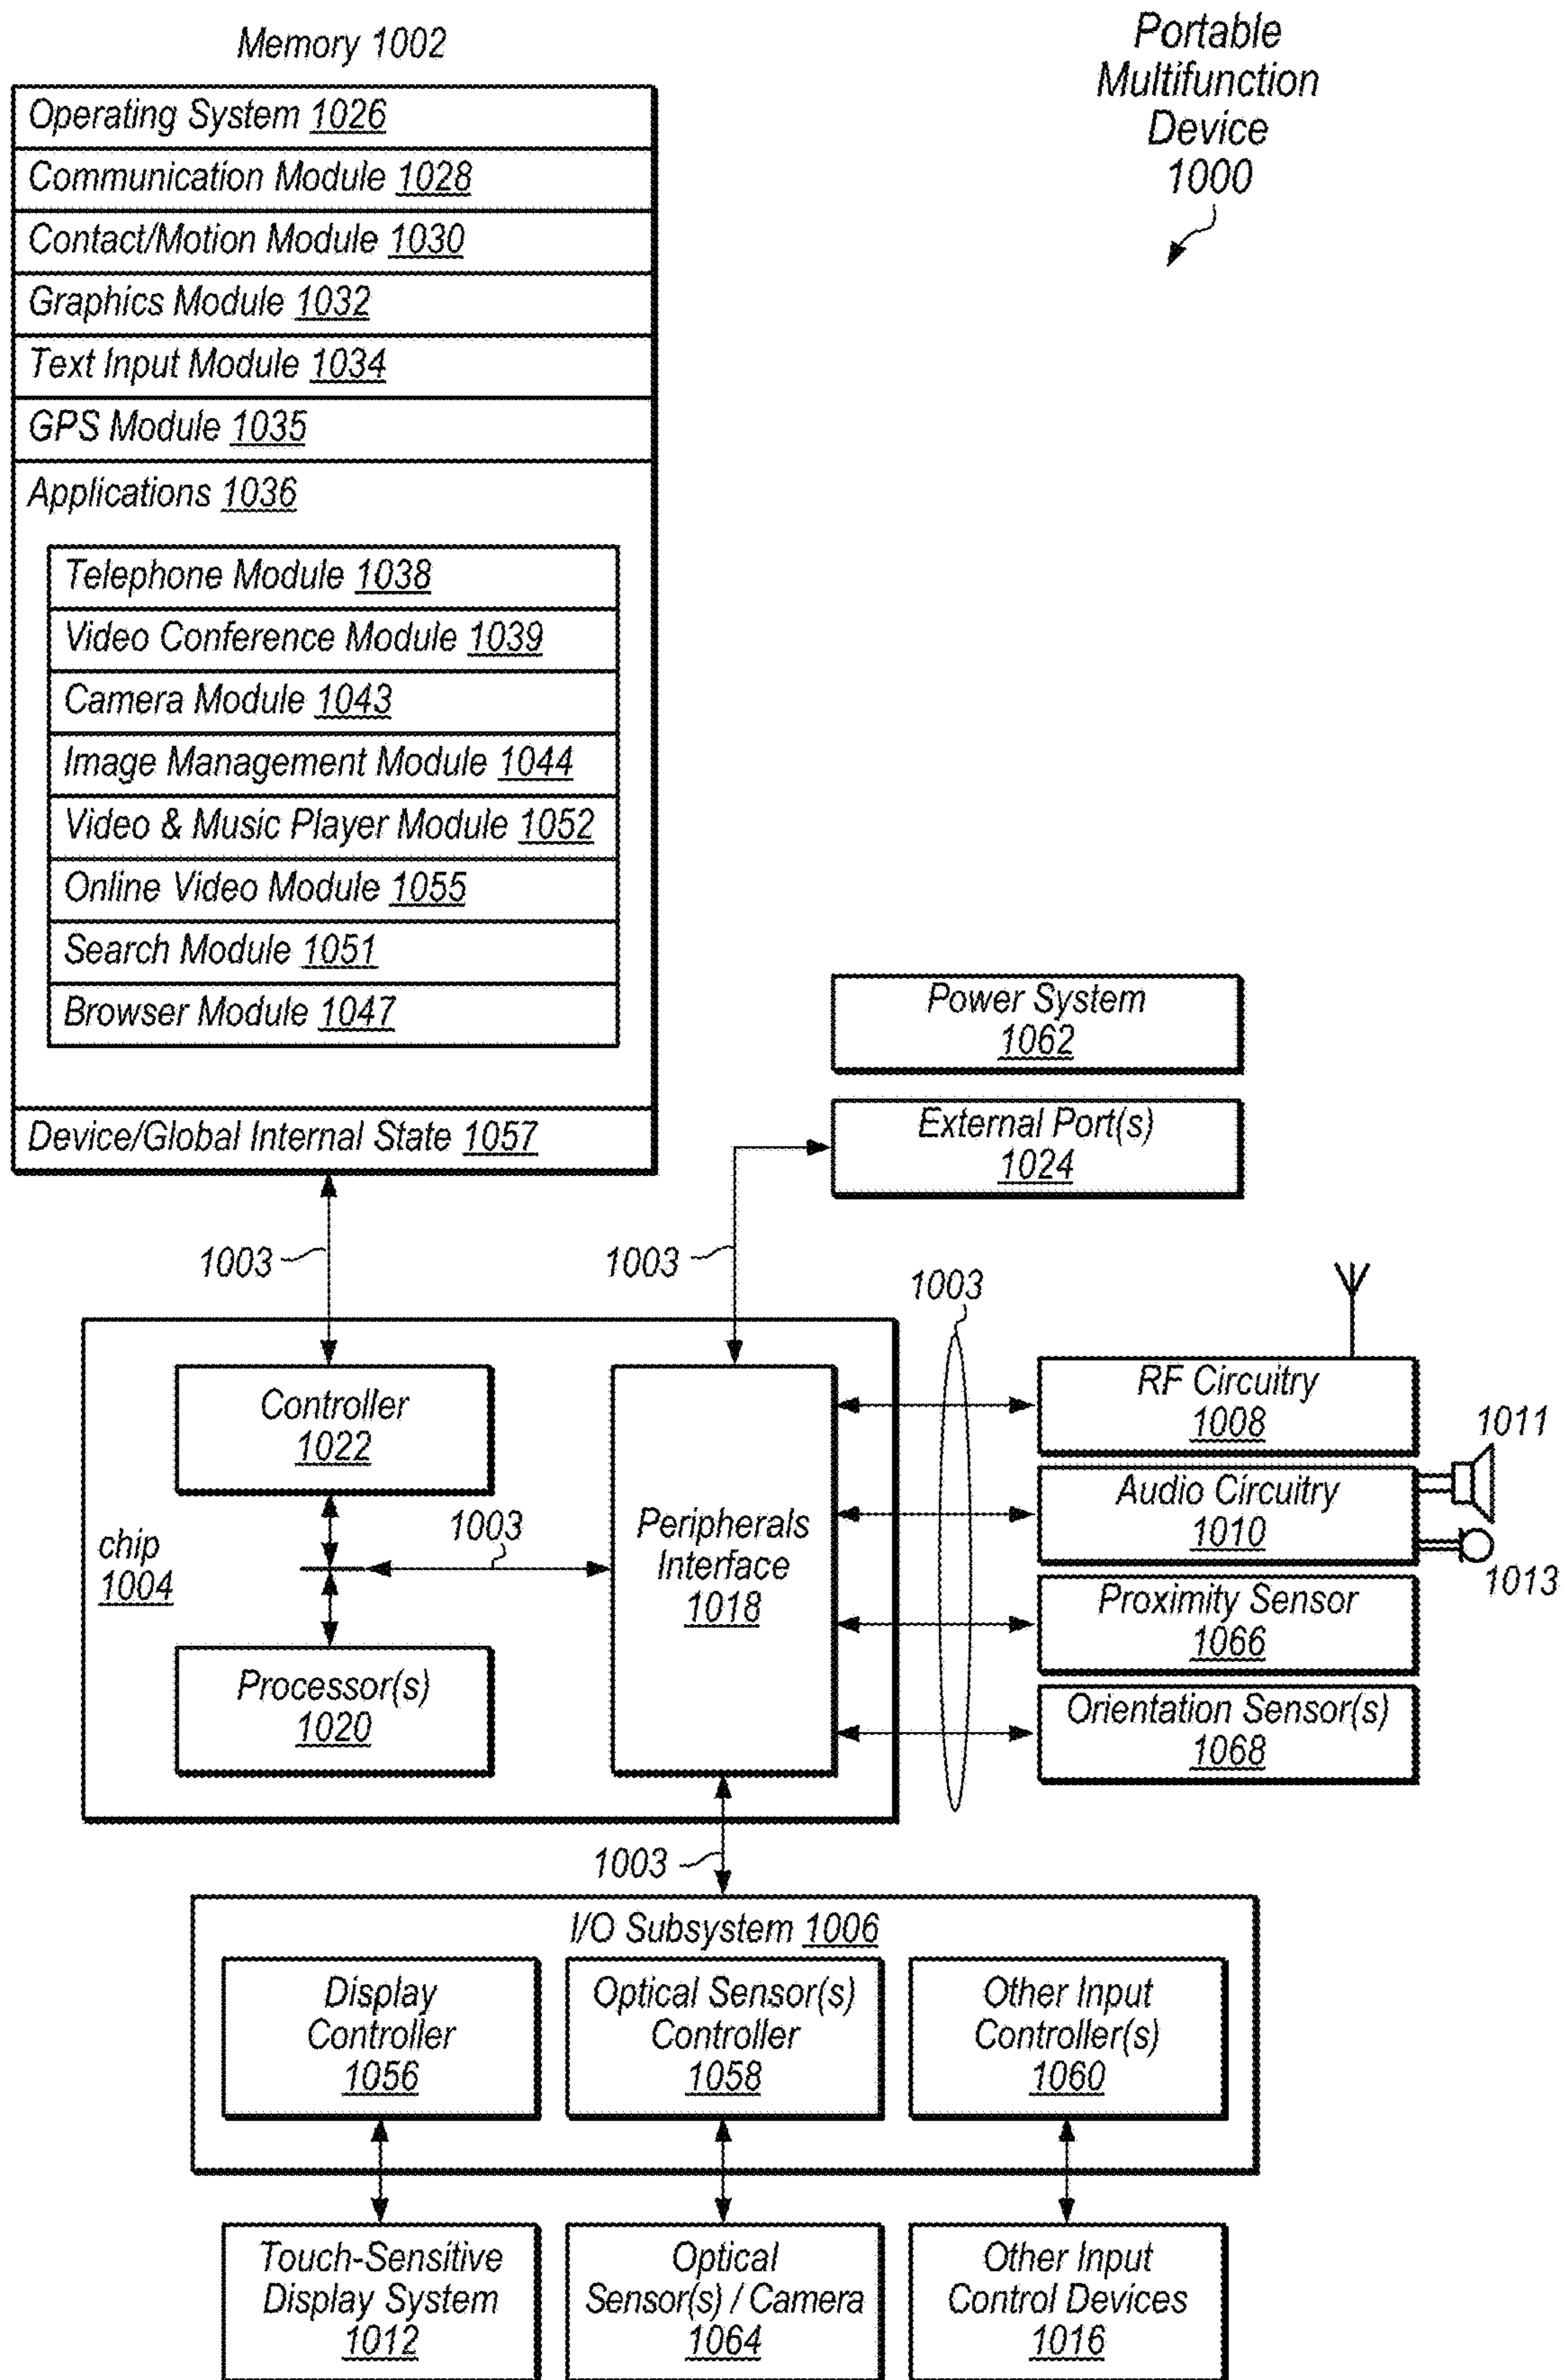 Memory 1002
Portable
Multifunction
Device
1000
Operating System 1026
Communication Module 1028
Contact/Motion Module 1030
Graphics Module 1032
Text Input Module 1034
GPS Module 1035
Applications 1036
Telephone Module 1038
Video Conference Module 1039
Camera Module 1043
Image Management Module 1044
Video & Music Player Module 1052
Online Video Module 1055
Search Module 1051
Browser Module 1047
Device/Global Internal State 1057
Power System
1062
External Port(s)
1024
1003
1003
1003
chip
1004
Controller
1022
1003
Processor(s)
1020
Peripherals
Interface
1018
RF Circuitry
1008
1011
Audio Circuitry
1010
1013
Proximity Sensor
1066
Orientation Sensor(s)
1068
1003
I/O Subsystem 1006
Display
Controller
1056
Optical Sensor(s)
Controller
1058
Other Input
Controller(s)
1060
Touch-Sensitive
Display System
1012
Optical
Sensor(s) / Camera
1064
Other Input
Control Devices
1016